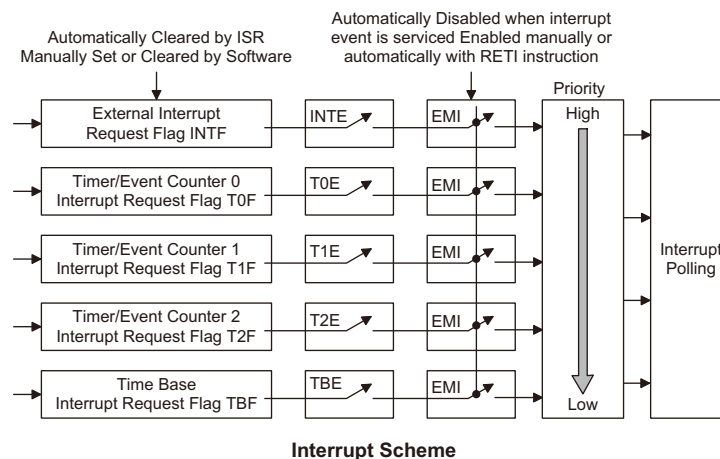 Automatically Cleared by ISR
Manually Set or Cleared by Software
Automatically Disabled when interrupt
event is serviced Enabled manually or
automatically with RETI instruction
Priority
External Interrupt
Request Flag INTF
INTE
EMI
High
Timer/Event Counter 0
Interrupt Request Flag T0F
T0E
EMI
Timer/Event Counter 1
Interrupt Request Flag T1F
T1E
EMI
Interrupt
Polling
Timer/Event Counter 2
Interrupt Request Flag T2F
T2E
EMI
Time Base
Interrupt Request Flag TBF
TBE
EMI
Low
Interrupt Scheme